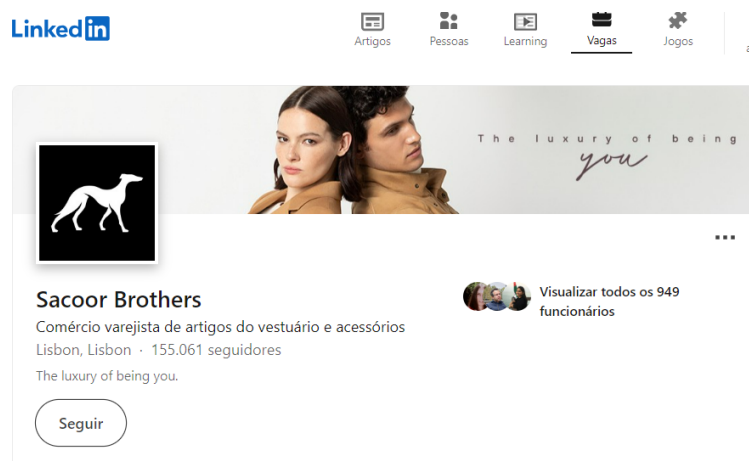 LinkedIn
Artigos
Pessoas
Learning
Vagas
Jogos
The luxury of being
you
Sacoor Brothers
Comércio varejista de artigos do vestuário e acessórios
Lisbon, Lisbon · 155.061 seguidores
The luxury of being you.
Seguir
Visualizar todos os 949
funcionários